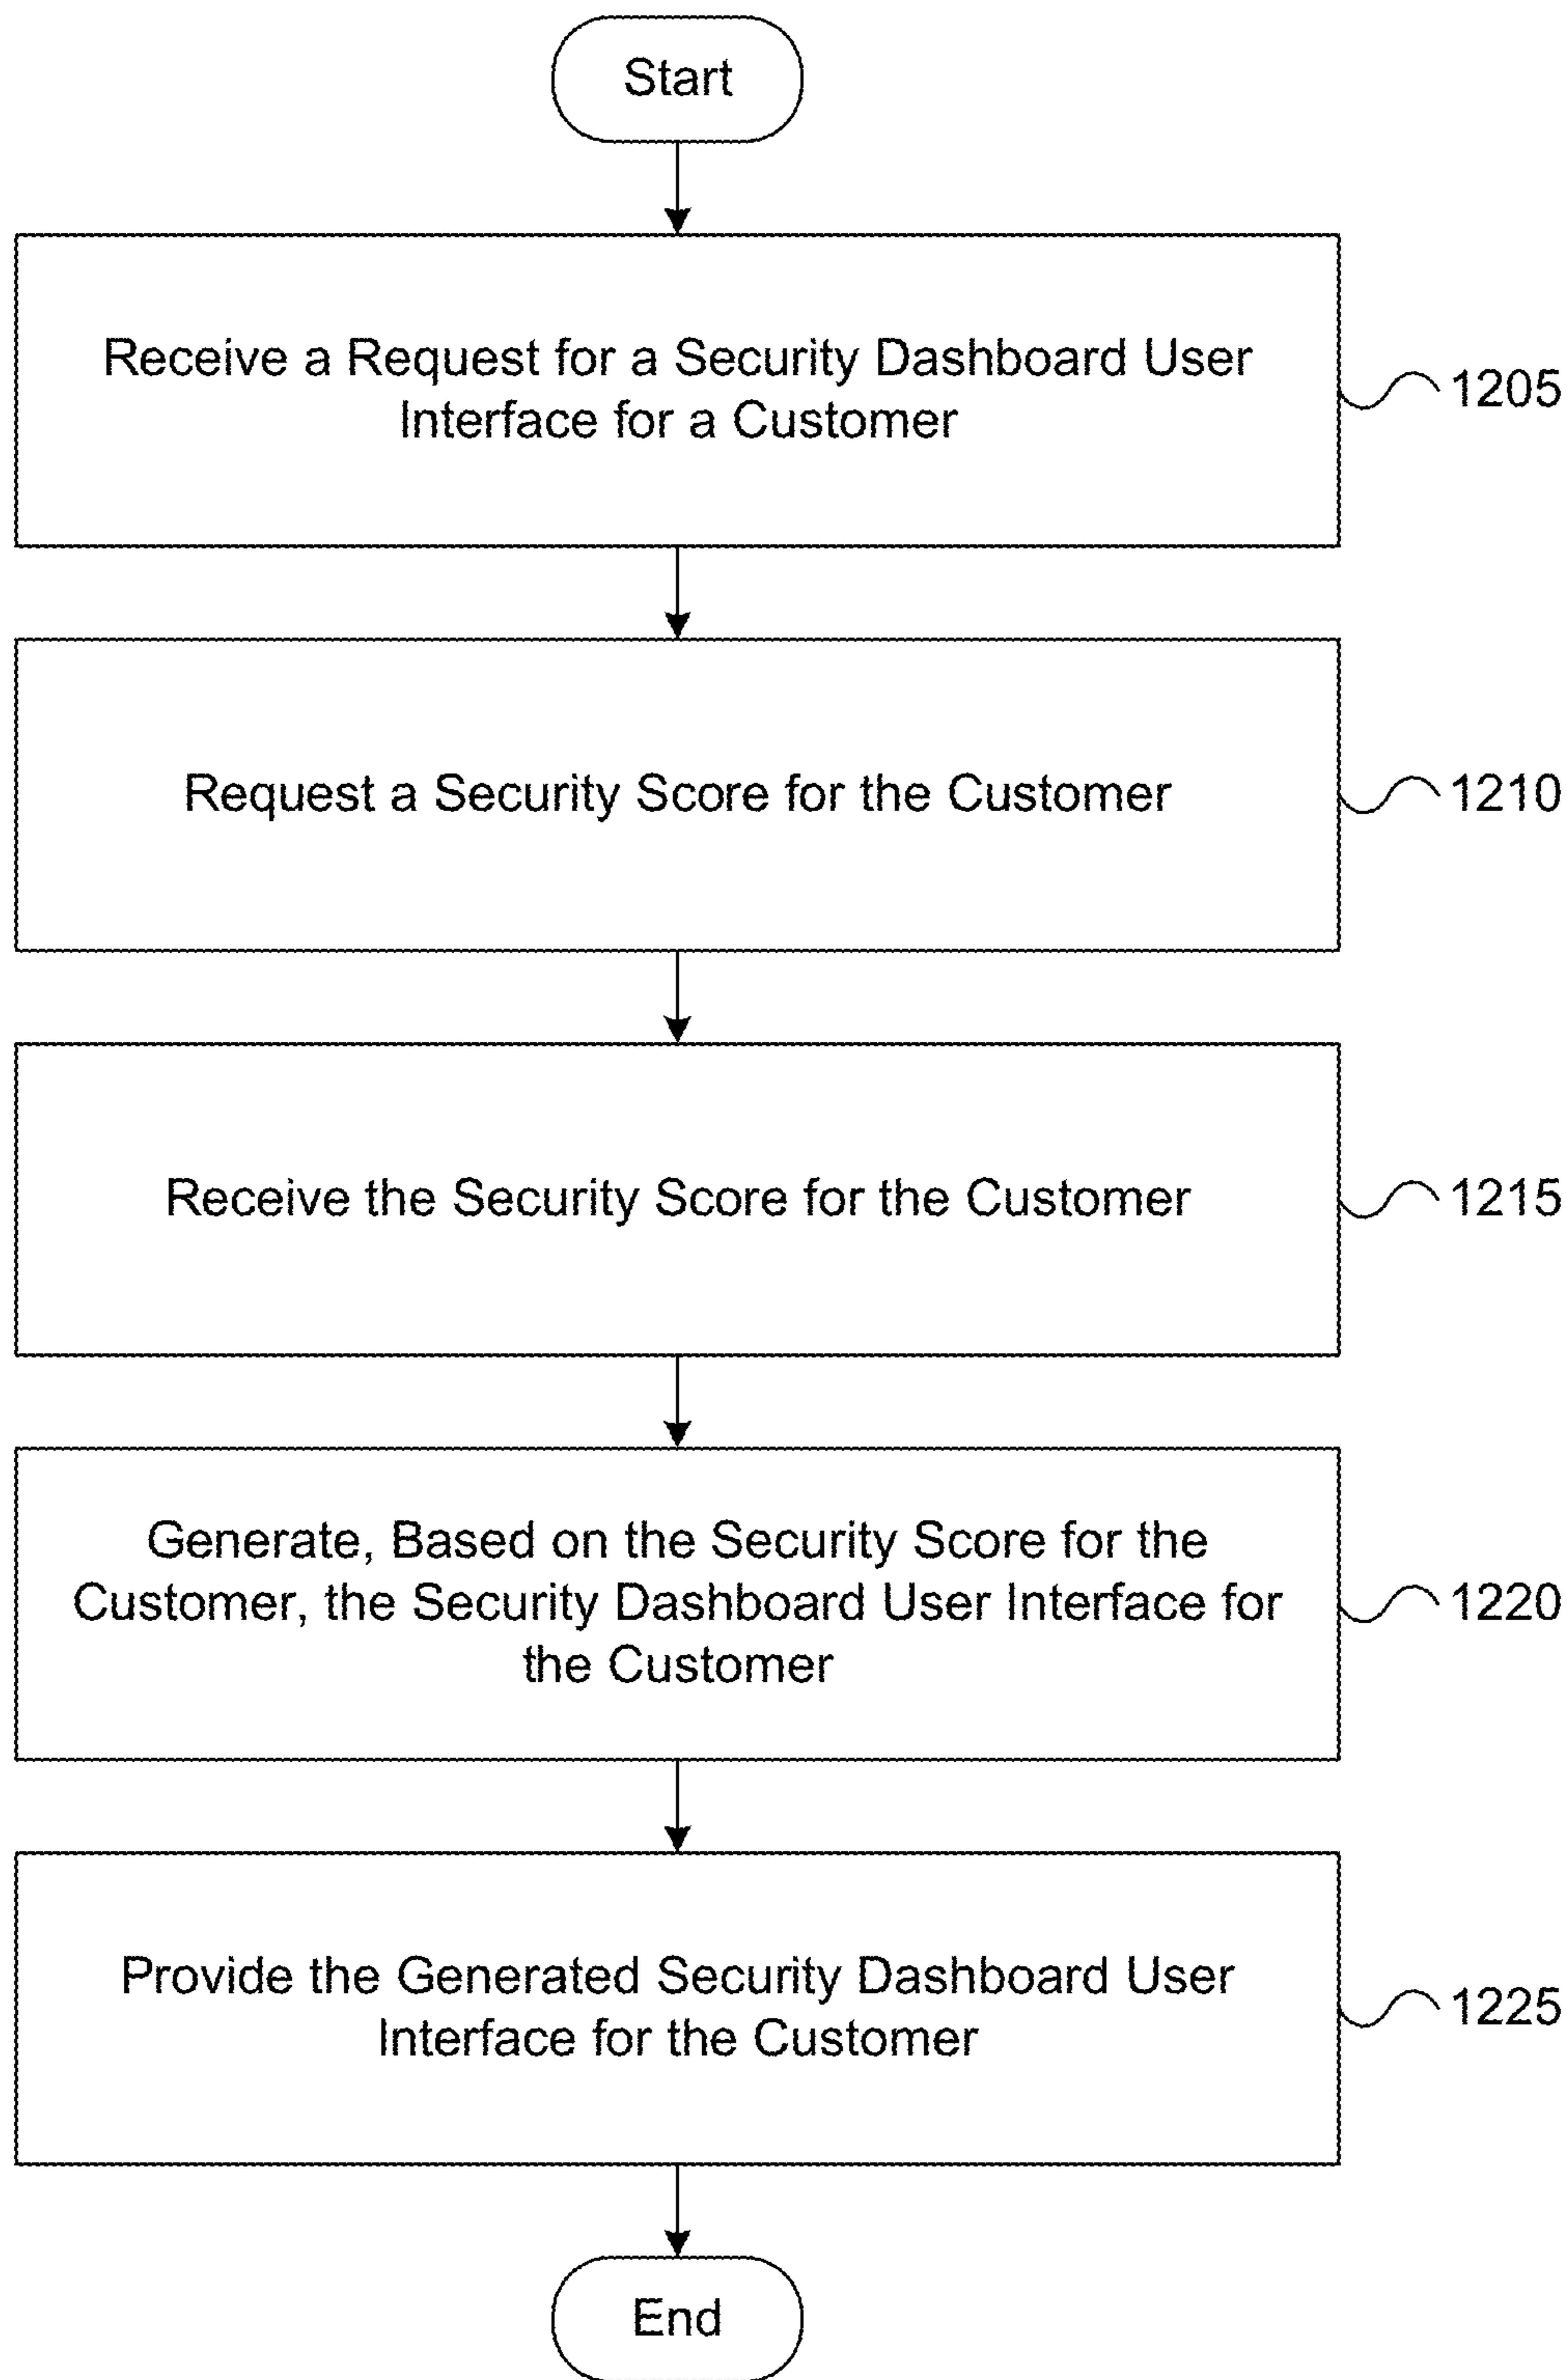 Start
Receive a Request for a Security Dashboard User
Interface for a Customer
1205
Request a Security Score for the Customer
1210
Receive the Security Score for the Customer
1215
Generate, Based on the Security Score for the
Customer, the Security Dashboard User Interface for
the Customer
1220
Provide the Generated Security Dashboard User
Interface for the Customer
1225
End